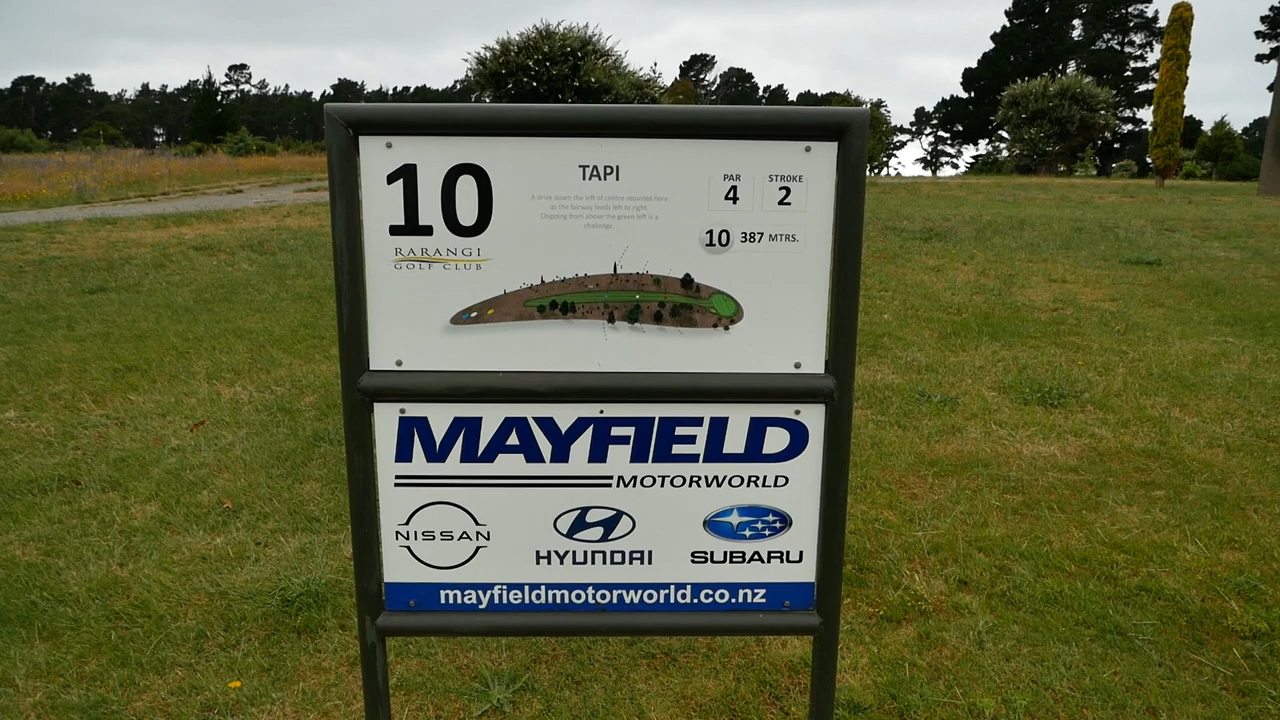 10
TAPI
PAR
4
STROKE
2
A drive down the left of centre required here
as the fairway feeds left to right.
Chipping from above the green left is a
challenge.
10 387 MTRS.
RARANGI
GOLF CLUB
MAYFIELD
MOTORWORLD
NISSAN
HYUNDAI
SUBARU
mayfieldmotorworld.co.nz